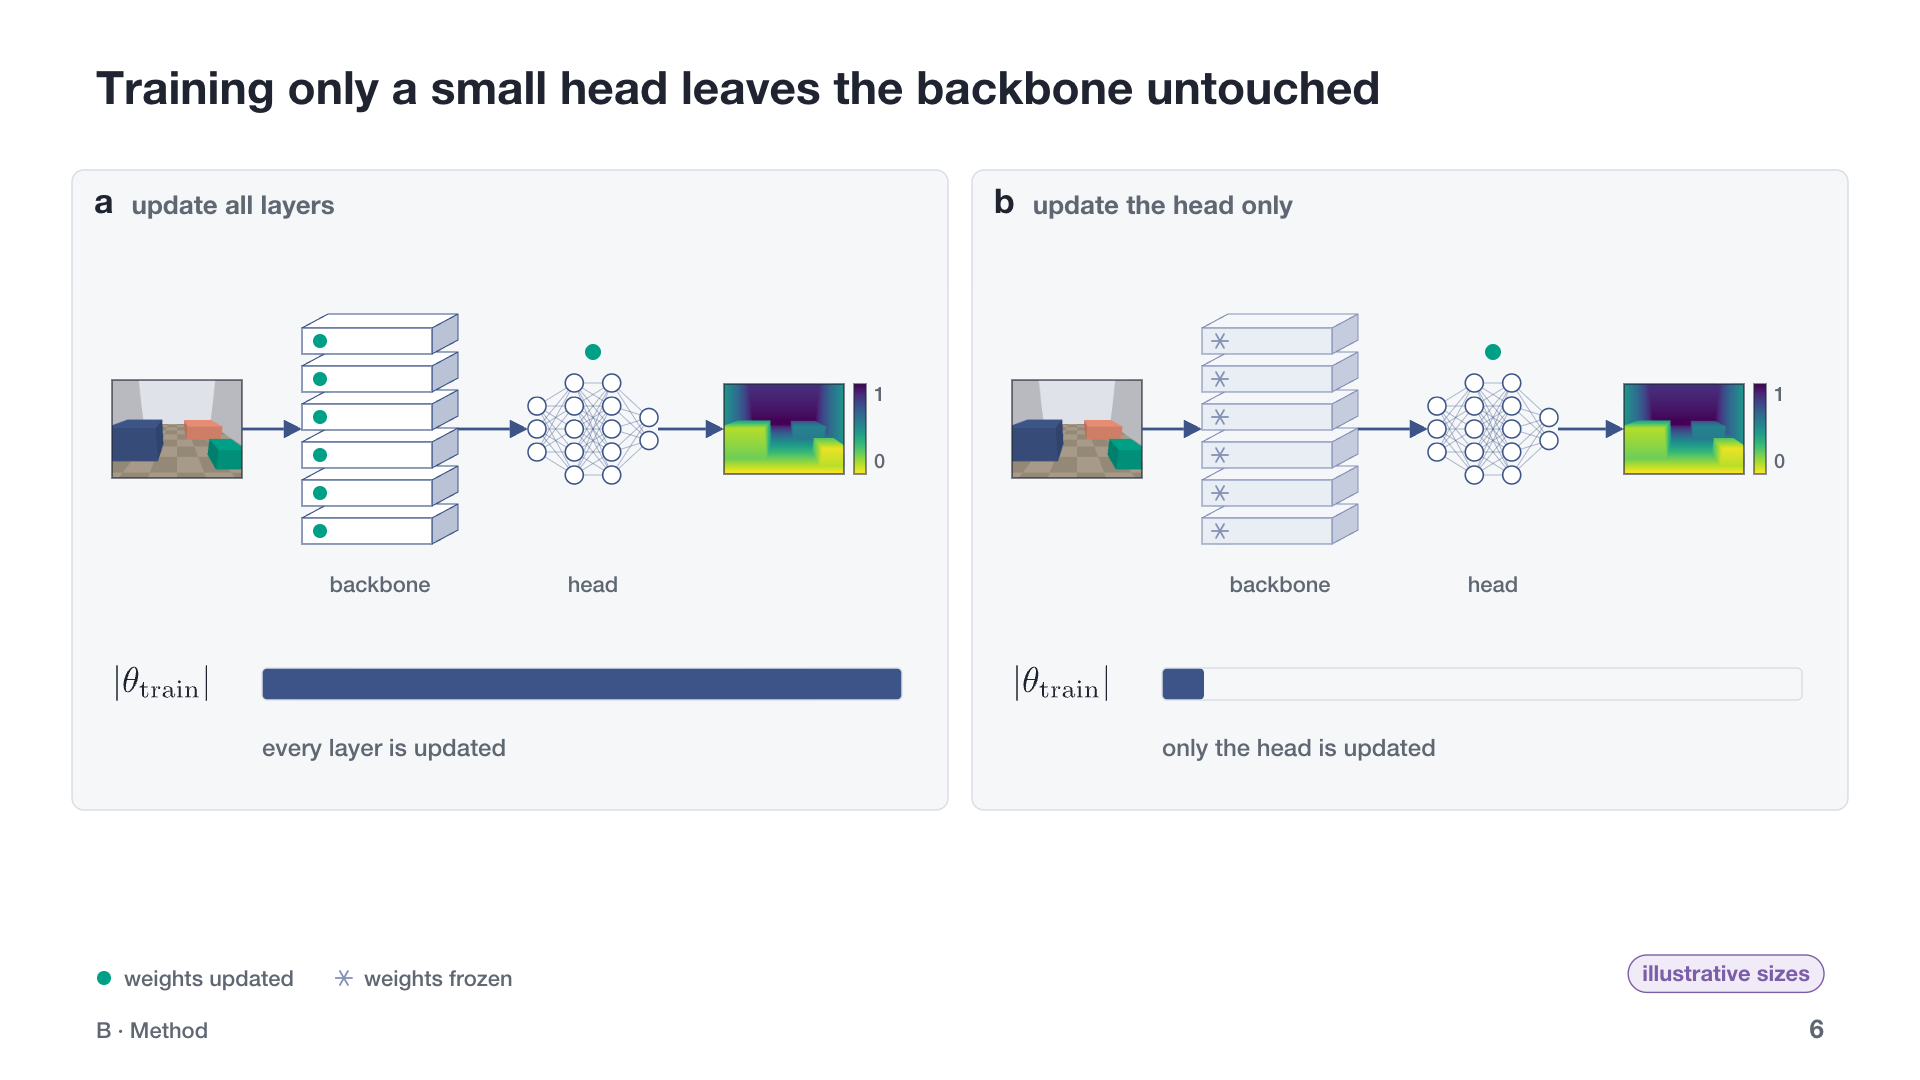 Training only a small head leaves the backbone untouched
a update all layers
1
0
backbone head
|θtrain|
every layer is updated
b update the head only
1
0
backbone head
|θtrain|
only the head is updated
weights updated weights frozen
illustrative sizes
B · Method
6